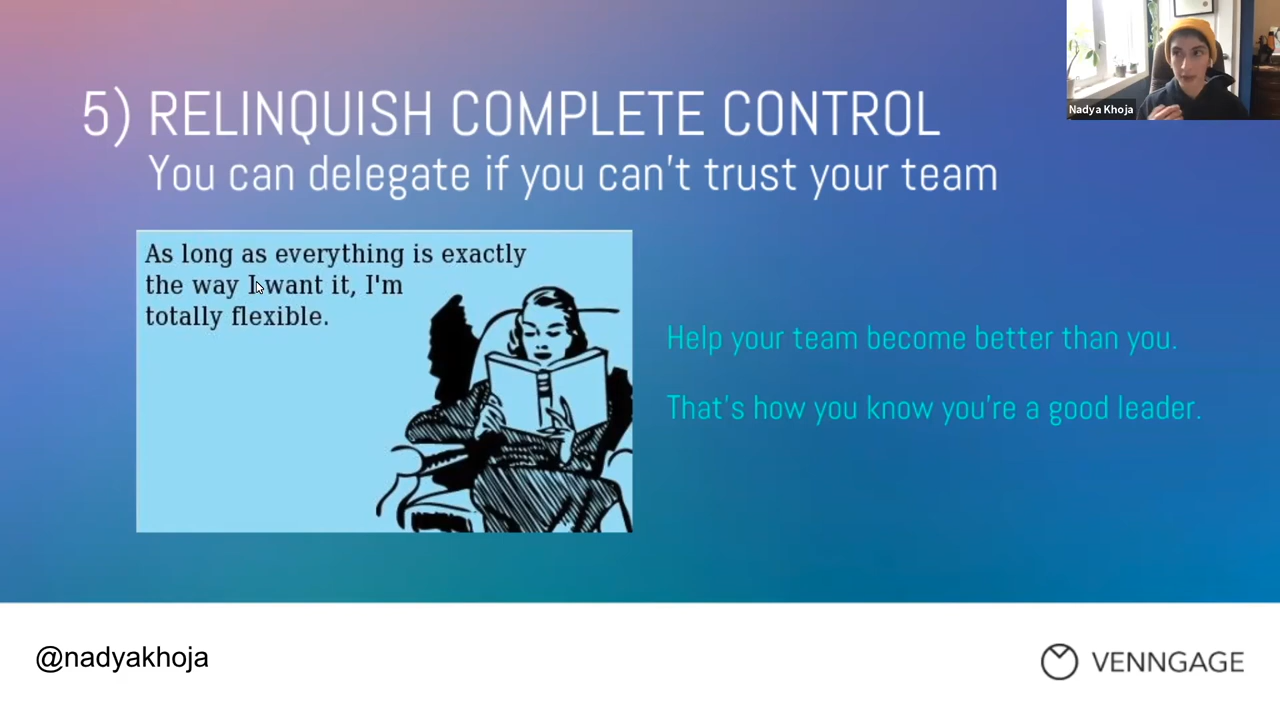 5) RELINQUISH COMPLETE CONTROL
You can delegate if you can't trust your team
As long as everything is exactly
the way I want it, I'm
totally flexible.
Help your team become better than you.
That's how you know you're a good leader.
Nadya Khoja
@nadyakhoja
VENNGAGE